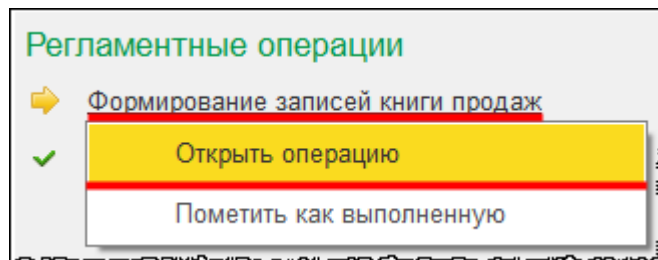 Регламентные операции
Формирование записей книги продаж
Открыть операцию
Пометить как выполненную